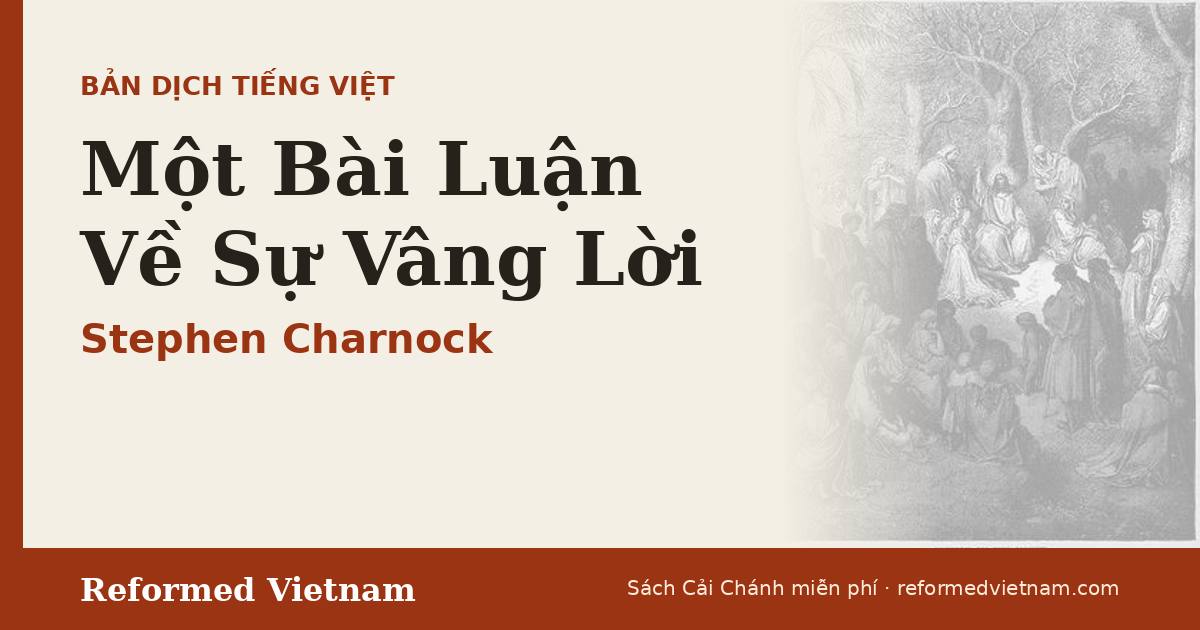 BẢN DỊCH TIẾNG VIỆT
Một Bài Luận
Về Sự Vâng Lời
Stephen Charnock
Reformed Vietnam
Sách Cải Chánh miễn phí · reformedvietnam.com